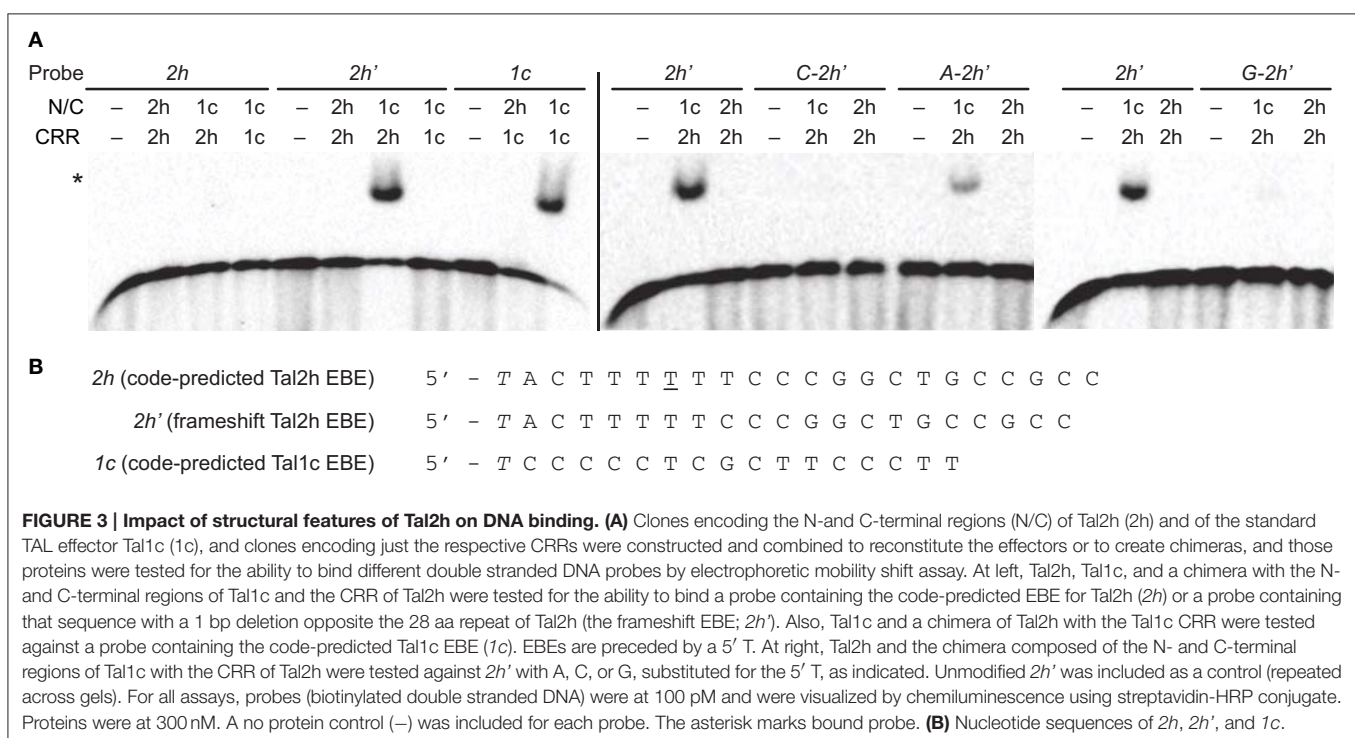 A
Probe 2h 2h’ 1c 2h’ C-2h’ A-2h’ 2h’ G-2h’
N/C – 2h 1c 1c – 2h 1c 1c – 2h 1c – 1c 2h – 1c 2h – 1c 2h – 1c 2h – 1c 2h
CRR – 2h 2h 1c – 2h 2h 1c – 1c 1c – 2h 2h – 2h 2h – 2h 2h – 2h 2h – 2h 2h
*
B
2h (code-predicted Tal2h EBE) 5′ – T A C T T T T T T C C C G G C T G C C G C C
2h’ (frameshift Tal2h EBE) 5′ – T A C T T T T T C C C G G C T G C C G C C
1c (code-predicted Tal1c EBE) 5′ – T C C C C C T C G C T T C C C T T
FIGURE 3 | Impact of structural features of Tal2h on DNA binding. (A) Clones encoding the N-and C-terminal regions (N/C) of Tal2h (2h) and of the standard
TAL effector Tal1c (1c), and clones encoding just the respective CRRs were constructed and combined to reconstitute the effectors or to create chimeras, and those
proteins were tested for the ability to bind different double stranded DNA probes by electrophoretic mobility shift assay. At left, Tal2h, Tal1c, and a chimera with the N-
and C-terminal regions of Tal1c and the CRR of Tal2h were tested for the ability to bind a probe containing the code-predicted EBE for Tal2h (2h) or a probe containing
that sequence with a 1 bp deletion opposite the 28 aa repeat of Tal2h (the frameshift EBE; 2h’). Also, Tal1c and a chimera of Tal2h with the Tal1c CRR were tested
against a probe containing the code-predicted Tal1c EBE (1c). EBEs are preceded by a 5′ T. At right, Tal2h and the chimera composed of the N- and C-terminal
regions of Tal1c with the CRR of Tal2h were tested against 2h’ with A, C, or G, substituted for the 5′ T, as indicated. Unmodified 2h’ was included as a control (repeated
across gels). For all assays, probes (biotinylated double stranded DNA) were at 100 pM and were visualized by chemiluminescence using streptavidin-HRP conjugate.
Proteins were at 300 nM. A no protein control (–) was included for each probe. The asterisk marks bound probe. (B) Nucleotide sequences of 2h, 2h’, and 1c.